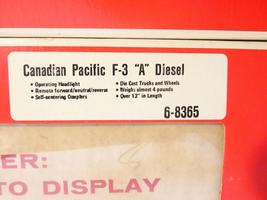 Canadian Pacific F-3 "A" Diesel
• Operating Headlight
• Remote forward/neutral/reverse
• Self-centering Couplers
• Die Cast Trucks and Wheels
• Weighs almost 4 pounds
• Over 12" in Length
6-8365
ER:
TO DISPLAY